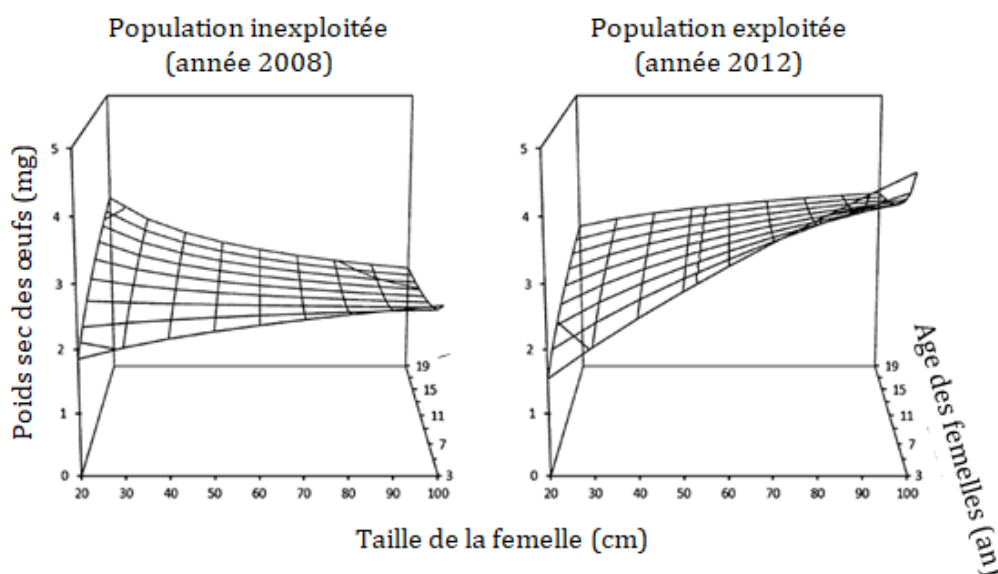 Population inexploitée
(année 2008)
Population exploitée
(année 2012)
Poids sec des œufs (mg)
5
4
3
2
1
0
20 30 40 50 60 70 80 90 100
19
15
11
7
3
5
4
3
2
1
0
20 30 40 50 60 70 80 90 100
19
15
11
7
3
Age des femelles (an)
Taille de la femelle (cm)